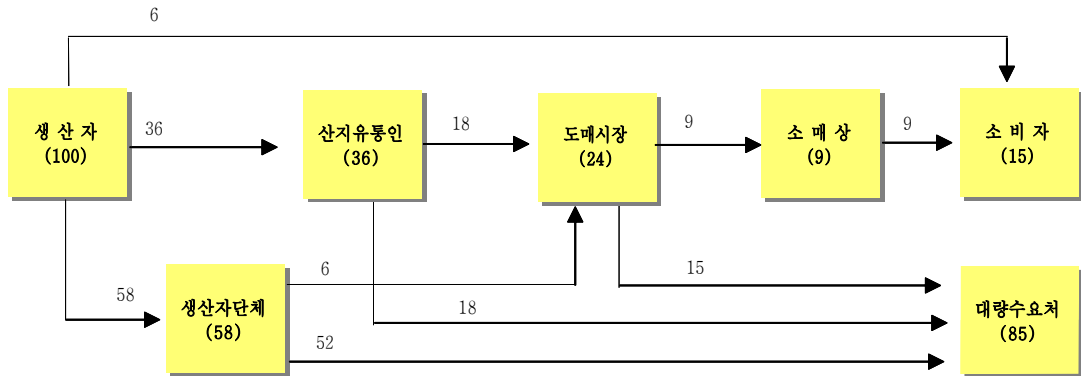 6
생 산 자
(100)
36
산지유통인
(36)
18
도매시장
(24)
9
소 매 상
(9)
9
소 비 자
(15)
58
생산자단체
(58)
6
15
18
52
대량수요처
(85)